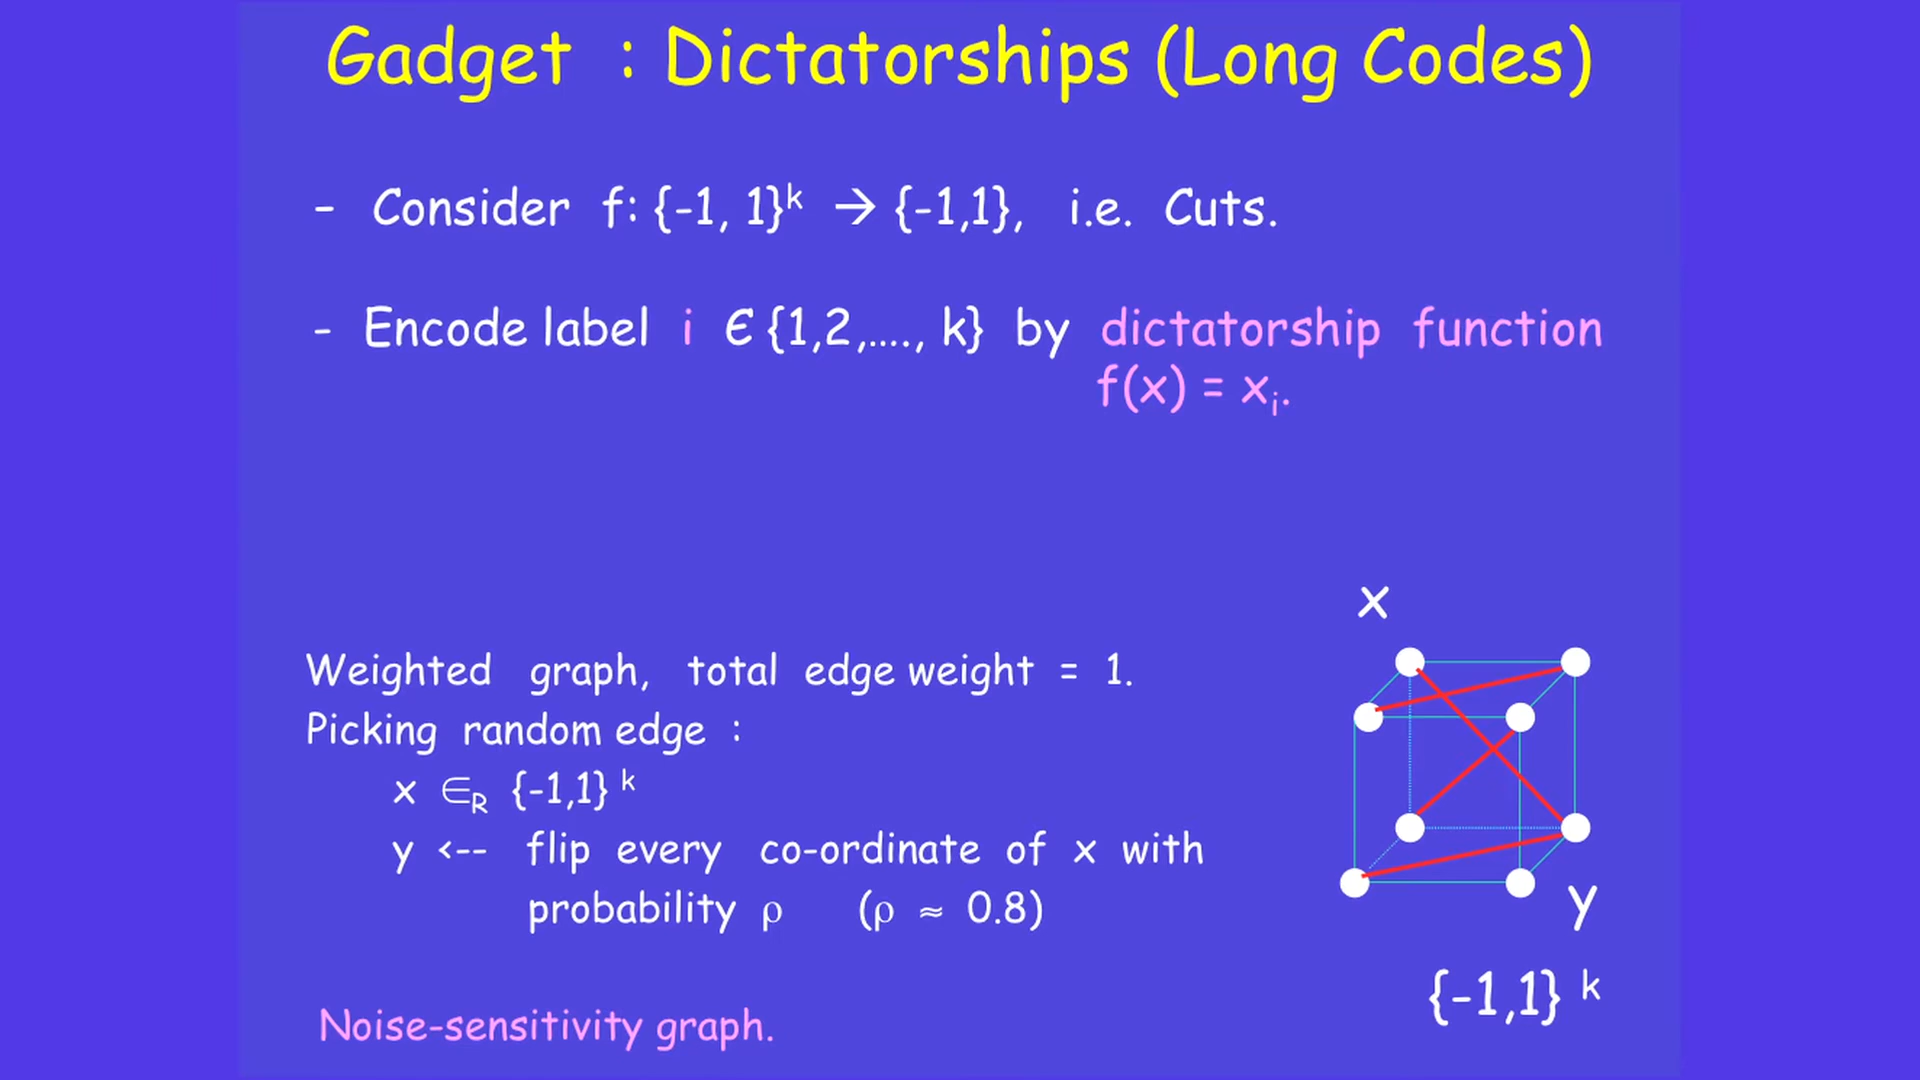 Gadget : Dictatorships (Long Codes)
- Consider f: {-1, 1}ᵏ → {-1,1}, i.e. Cuts.
- Encode label i Є {1,2,…., k} by dictatorship function
f(x) = xᵢ.
x
Weighted graph, total edge weight = 1.
Picking random edge :
x ∈R {-1,1} ᵏ
y <-- flip every co-ordinate of x with
probability ρ (ρ ≈ 0.8)
y
{-1,1} ᵏ
Noise-sensitivity graph.